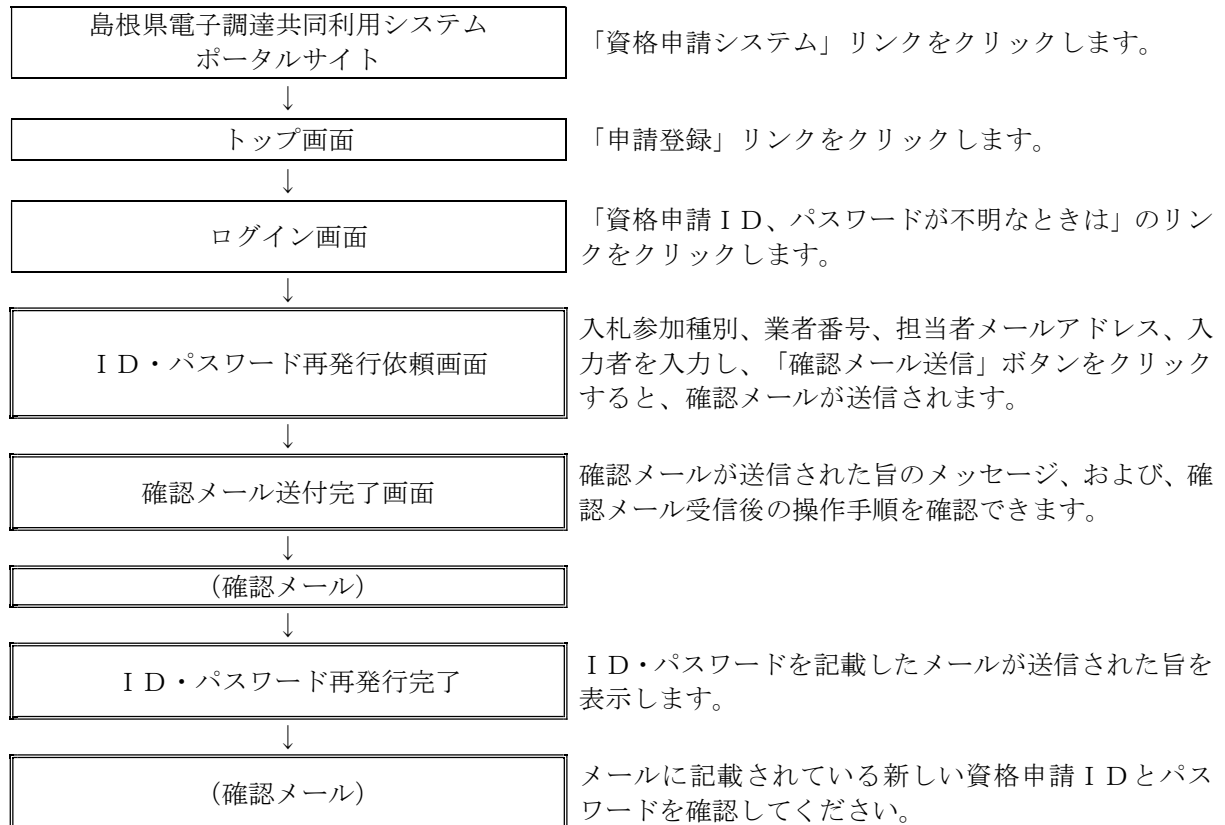 島根県電子調達共同利用システム
ポータルサイト
「資格申請システム」リンクをクリックします。
↓
トップ画面
「申請登録」リンクをクリックします。
↓
ログイン画面
「資格申請ＩＤ、パスワードが不明なときは」のリン
クをクリックします。
↓
ＩＤ・パスワード再発行依頼画面
入札参加種別、業者番号、担当者メールアドレス、入
力者を入力し、「確認メール送信」ボタンをクリック
すると、確認メールが送信されます。
↓
確認メール送付完了画面
確認メールが送信された旨のメッセージ、および、確
認メール受信後の操作手順を確認できます。
↓
（確認メール）
↓
ＩＤ・パスワード再発行完了
ＩＤ・パスワードを記載したメールが送信された旨を
表示します。
↓
（確認メール）
メールに記載されている新しい資格申請ＩＤとパス
ワードを確認してください。